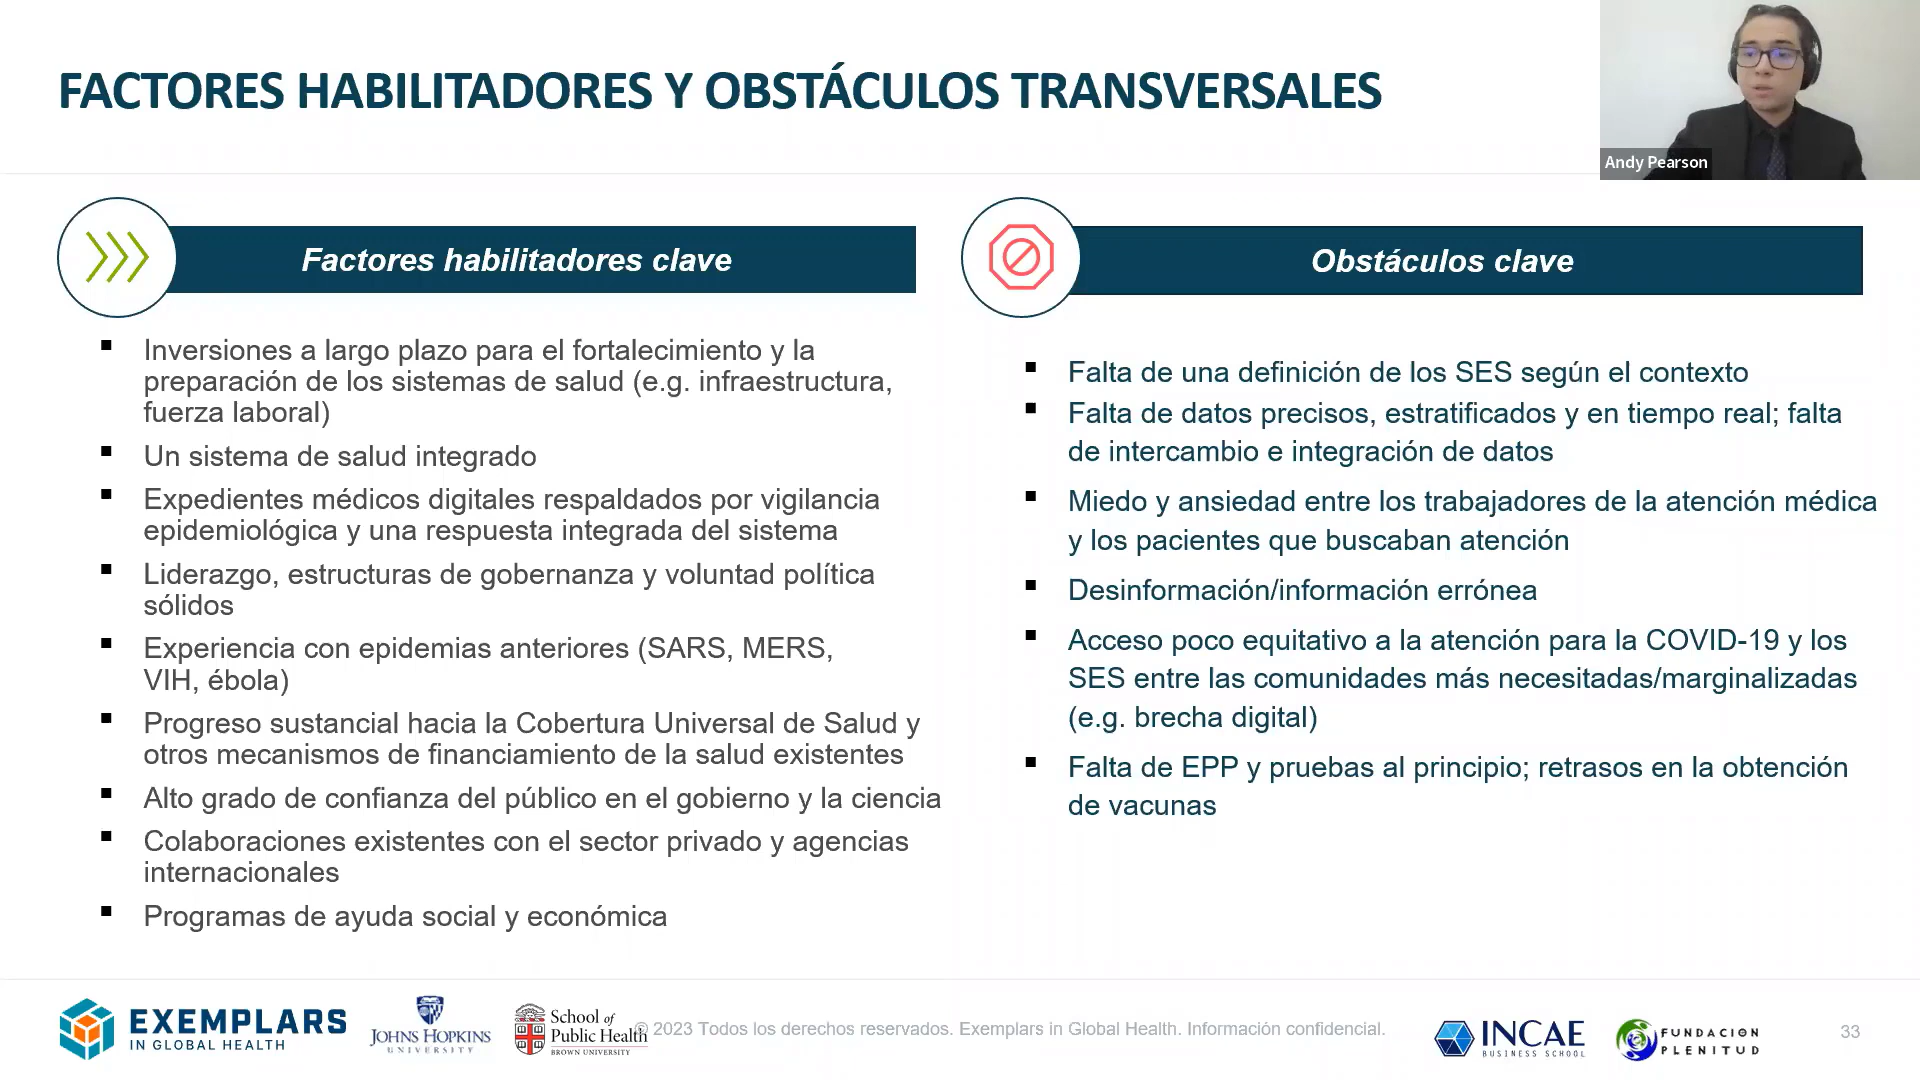 FACTORES HABILITADORES Y OBSTÁCULOS TRANSVERSALES
Andy Pearson
Factores habilitadores clave
Inversiones a largo plazo para el fortalecimiento y la
preparación de los sistemas de salud (e.g. infraestructura,
fuerza laboral)
Un sistema de salud integrado
Expedientes médicos digitales respaldados por vigilancia
epidemiológica y una respuesta integrada del sistema
Liderazgo, estructuras de gobernanza y voluntad política
sólidos
Experiencia con epidemias anteriores (SARS, MERS,
VIH, ébola)
Progreso sustancial hacia la Cobertura Universal de Salud y
otros mecanismos de financiamiento de la salud existentes
Alto grado de confianza del público en el gobierno y la ciencia
Colaboraciones existentes con el sector privado y agencias
internacionales
Programas de ayuda social y económica
Obstáculos clave
Falta de una definición de los SES según el contexto
Falta de datos precisos, estratificados y en tiempo real; falta
de intercambio e integración de datos
Miedo y ansiedad entre los trabajadores de la atención médica
y los pacientes que buscaban atención
Desinformación/información errónea
Acceso poco equitativo a la atención para la COVID-19 y los
SES entre las comunidades más necesitadas/marginalizadas
(e.g. brecha digital)
Falta de EPP y pruebas al principio; retrasos en la obtención
de vacunas
EXEMPLARS
IN GLOBAL HEALTH
JOHNS HOPKINS
UNIVERSITY
School of
Public Health
BROWN UNIVERSITY
© 2023 Todos los derechos reservados. Exemplars in Global Health. Información confidencial.
INCAE
BUSINESS SCHOOL
FUNDACION
PLENITUD
33